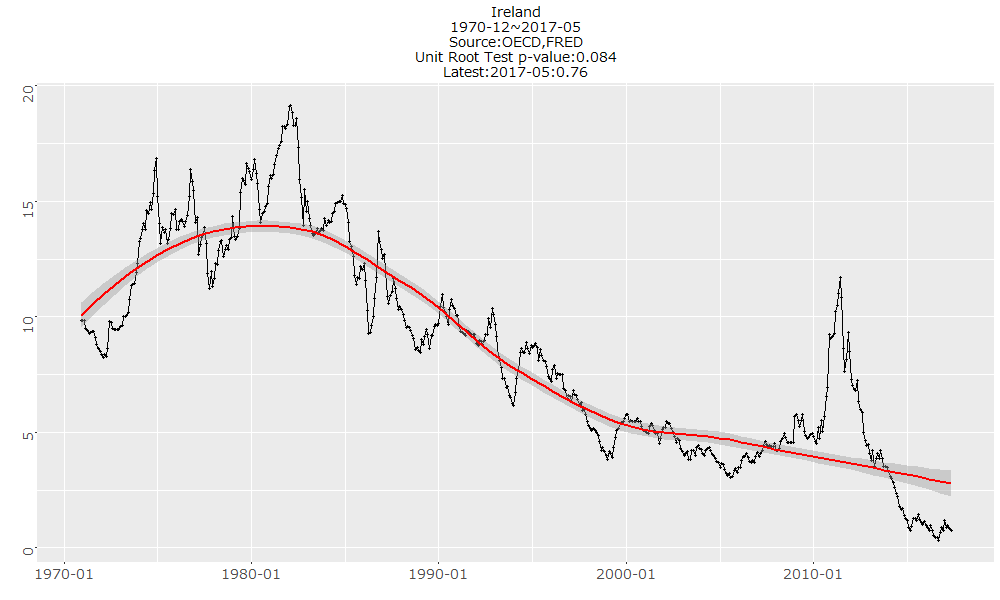 Ireland
1970-12~2017-05
Source:OECD,FRED
Unit Root Test p-value:0.084
Latest:2017-05:0.76
20
15
10
5
0
1970-01 1980-01 1990-01 2000-01 2010-01